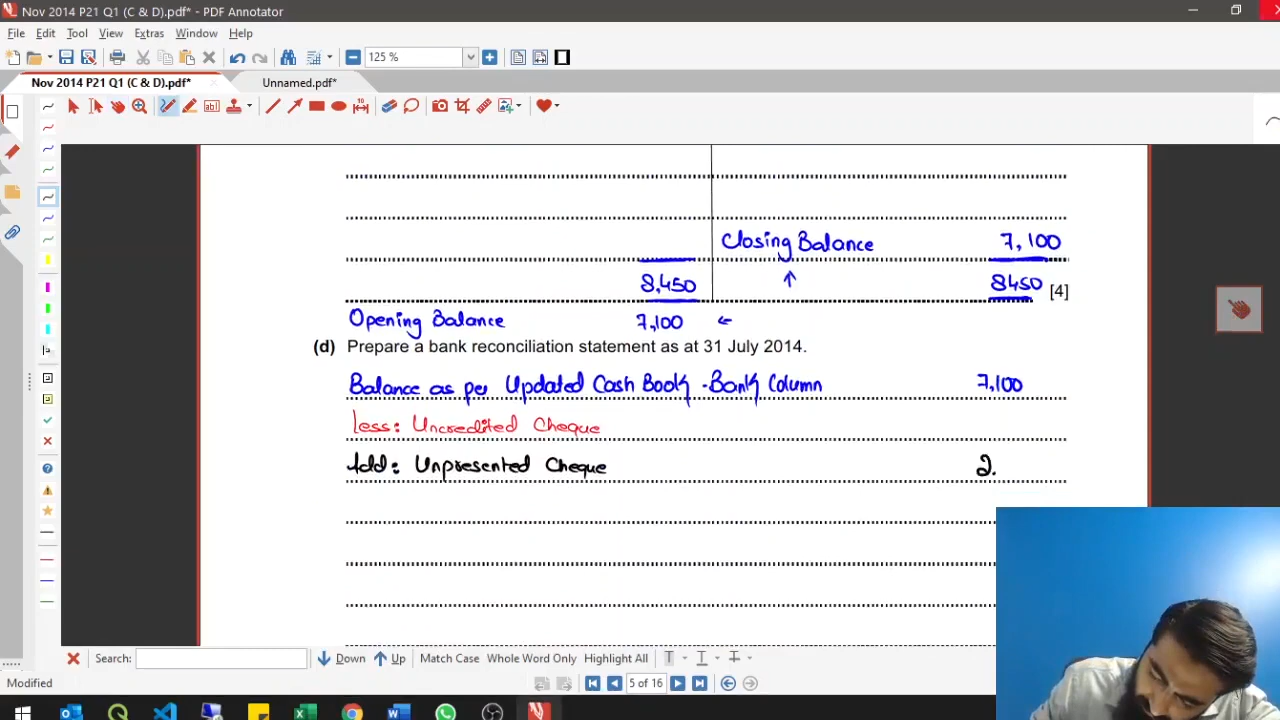 Nov 2014 P21 Q1 (C & D).pdf* - PDF Annotator
File Edit Tool View Extras Window Help
125 %
Nov 2014 P21 Q1 (C & D).pdf* Unnamed.pdf*
Closing Balance 7,100
8,450 8450 [4]
Opening Balance 7,100
(d) Prepare a bank reconciliation statement as at 31 July 2014.
Balance as per Updated Cash Book - Bank Column 7,100
less: Uncredited Cheque
Add: Unpresented Cheque 2.
Search: Down Up Match Case Whole Word Only Highlight All
Modified 5 of 16